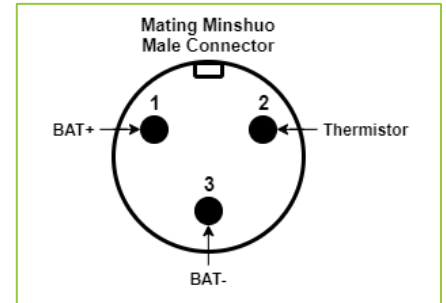 Mating Minshuo
Male Connector
1
2
BAT+
Thermistor
3
BAT-